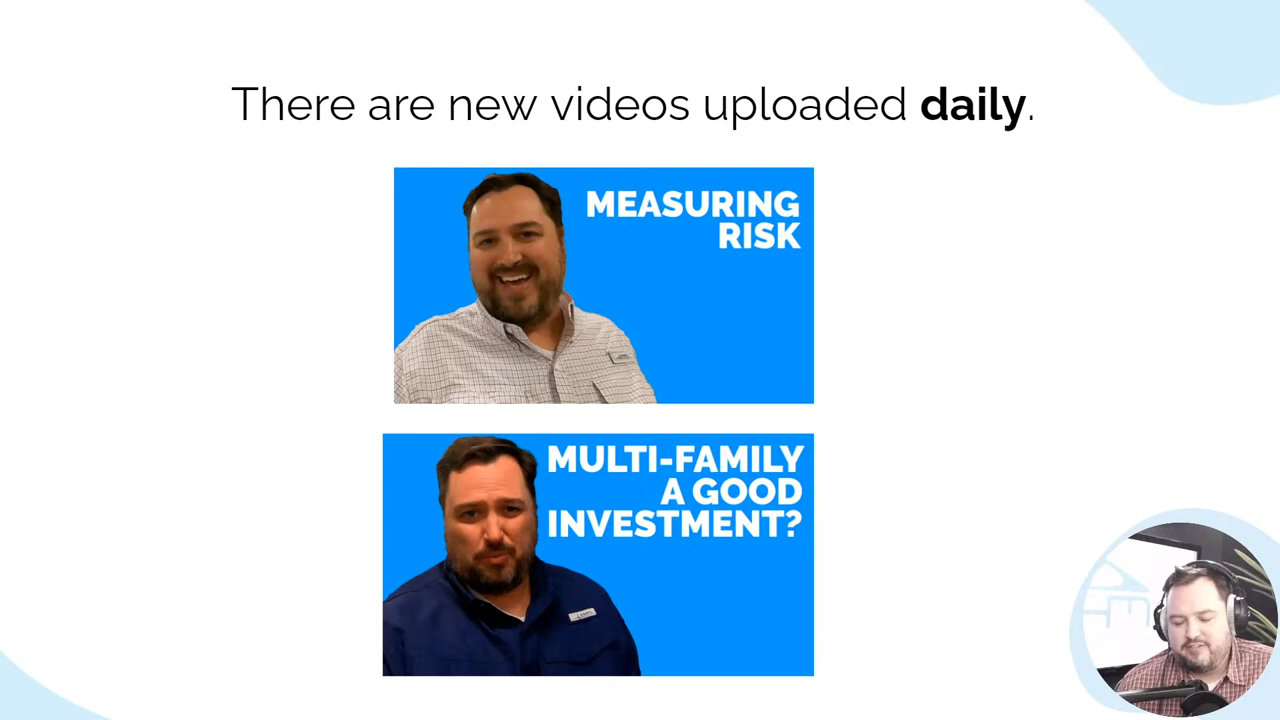 There are new videos uploaded daily.
MEASURING
RISK
MULTI-FAMILY
A GOOD
INVESTMENT?